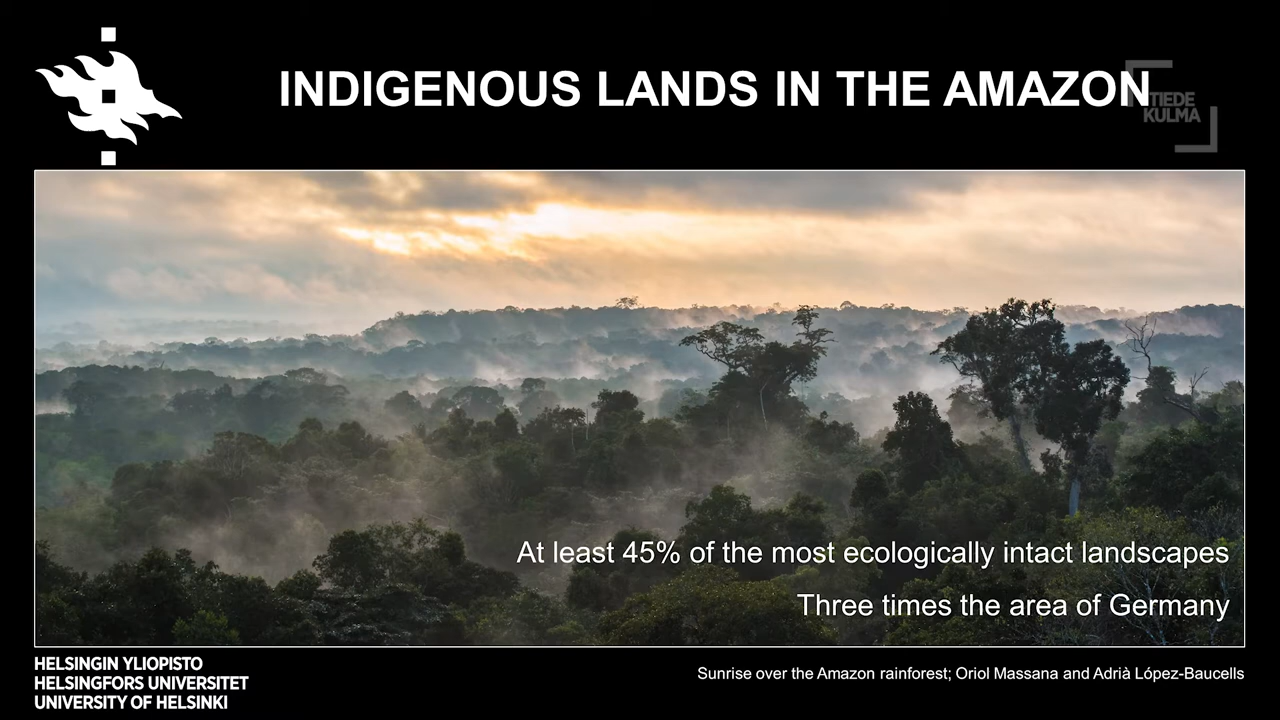 INDIGENOUS LANDS IN THE AMAZON
TIEDE
KULMA
At least 45% of the most ecologically intact landscapes
Three times the area of Germany
HELSINGIN YLIOPISTO
HELSINGFORS UNIVERSITET
UNIVERSITY OF HELSINKI
Sunrise over the Amazon rainforest; Oriol Massana and Adrià López-Baucells